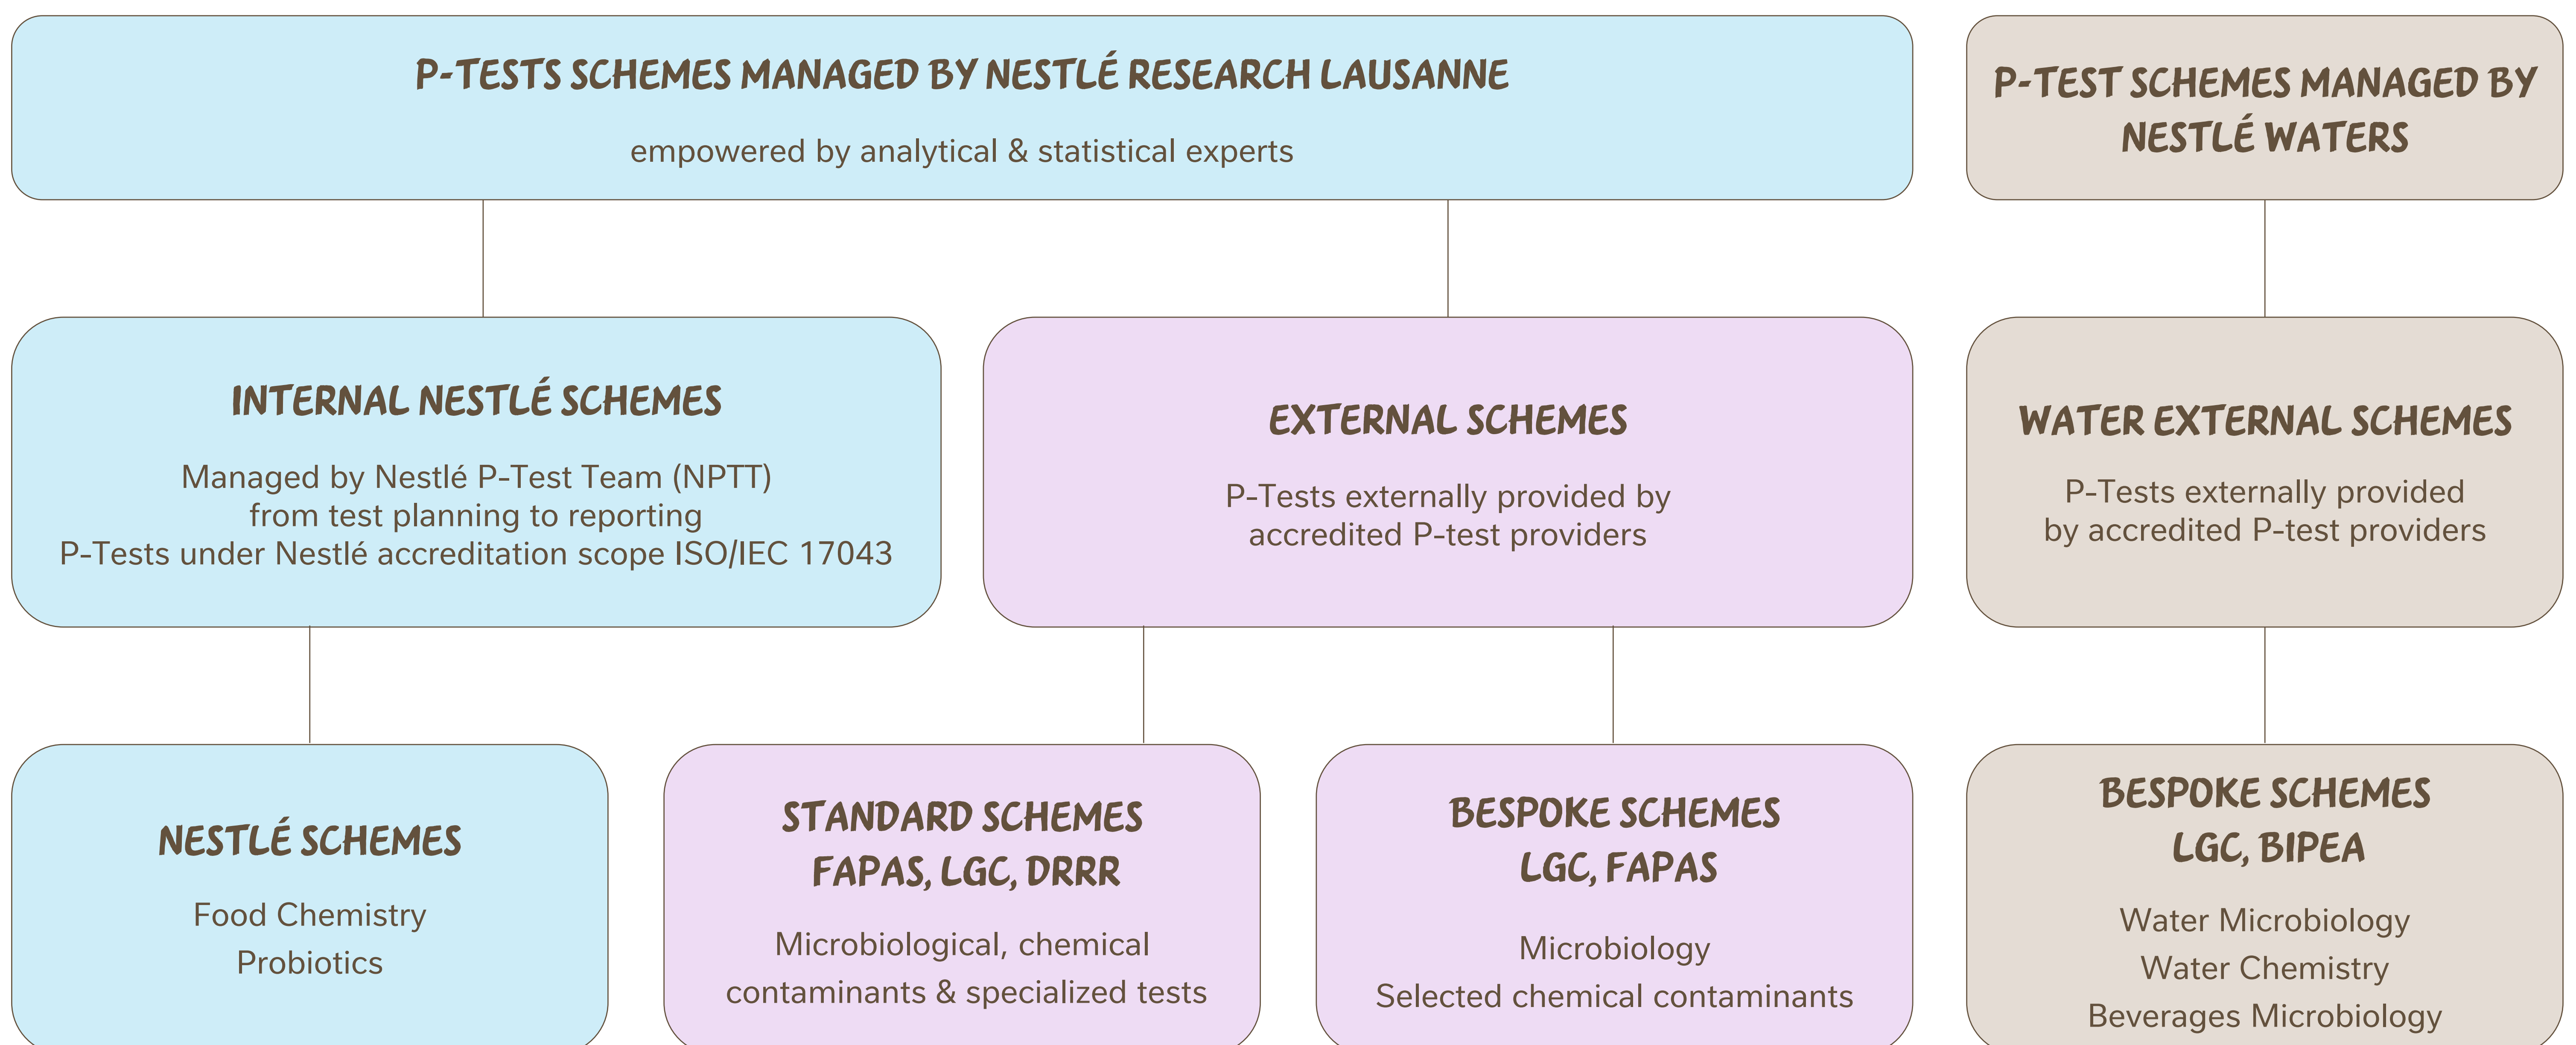 P-TESTS SCHEMES MANAGED BY NESTLÉ RESEARCH LAUSANNE
empowered by analytical & statistical experts
P-TEST SCHEMES MANAGED BY
NESTLÉ WATERS
INTERNAL NESTLÉ SCHEMES
Managed by Nestlé P-Test Team (NPTT)
from test planning to reporting
P-Tests under Nestlé accreditation scope ISO/IEC 17043
EXTERNAL SCHEMES
P-Tests externally provided by
accredited P-test providers
WATER EXTERNAL SCHEMES
P-Tests externally provided
by accredited P-test providers
NESTLÉ SCHEMES
Food Chemistry
Probiotics
STANDARD SCHEMES
FAPAS, LGC, DRRR
Microbiological, chemical
contaminants & specialized tests
BESPOKE SCHEMES
LGC, FAPAS
Microbiology
Selected chemical contaminants
BESPOKE SCHEMES
LGC, BIPEA
Water Microbiology
Water Chemistry
Beverages Microbiology